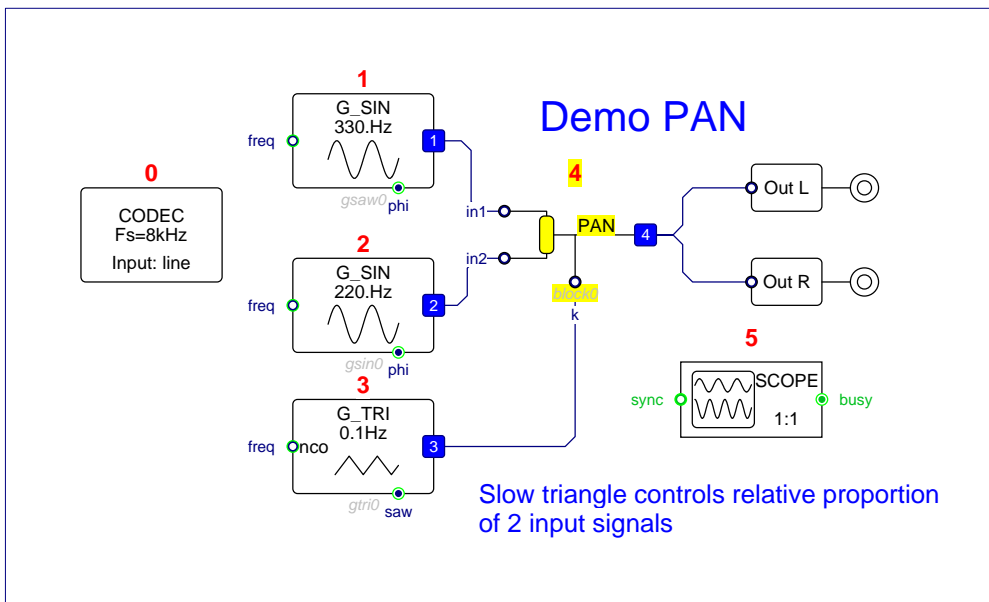 1
G_SIN
330.Hz
freq
1
gsaw0
phi
Demo PAN
0
CODEC
Fs=8kHz
Input: line
2
G_SIN
220.Hz
freq
2
gsin0
phi
in1
in2
4
PAN
4
block0
k
Out L
Out R
3
G_TRI
0.1Hz
freq
nco
3
gtri0
saw
5
sync
SCOPE
1:1
busy
Slow triangle controls relative proportion
of 2 input signals